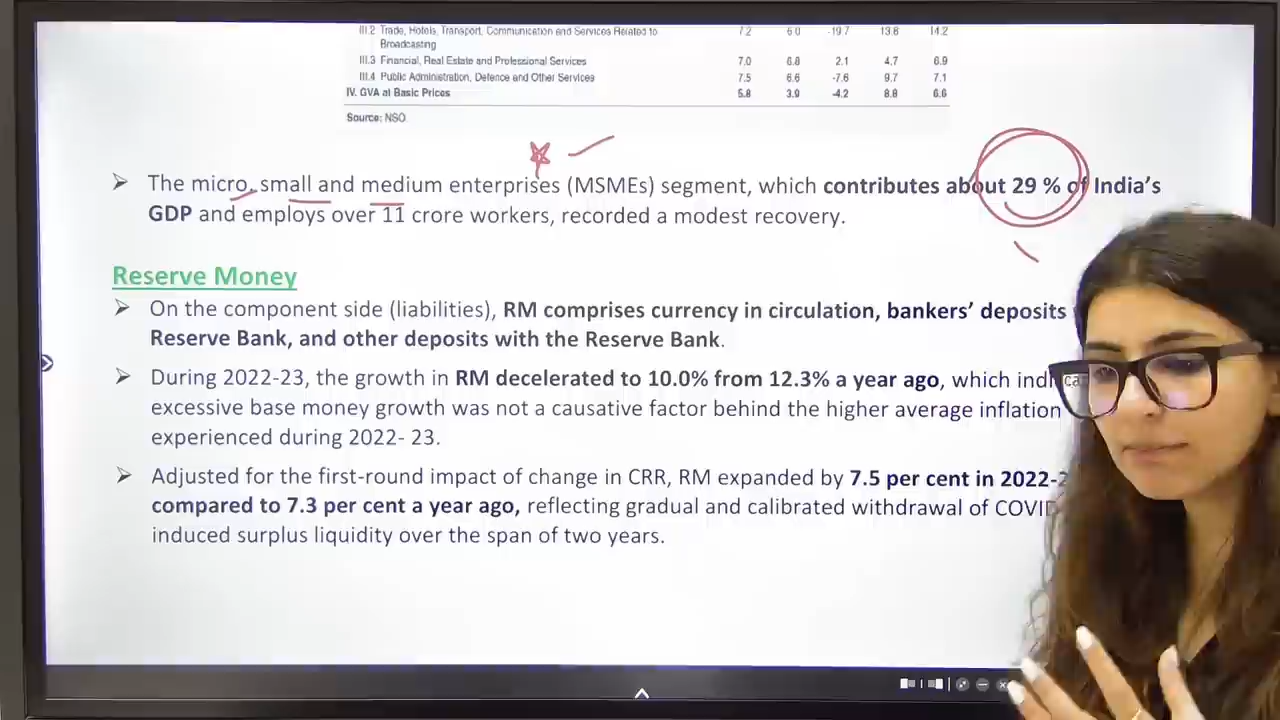 III.2 Trade, Hotels, Transport, Communication and Services Related to 7.2 6.0 -19.7 13.8 14.2
Broadcasting
III.3 Financial, Real Estate and Professional Services 7.0 6.8 2.1 4.7 6.9
III.4 Public Administration, Defence and Other Services 7.5 6.6 -7.6 9.7 7.1
IV. GVA at Basic Prices 5.8 3.9 -4.2 8.8 6.6
Source: NSO.
➤ The micro, small and medium enterprises (MSMEs) segment, which contributes about 29 % of India's
GDP and employs over 11 crore workers, recorded a modest recovery.
Reserve Money
➤ On the component side (liabilities), RM comprises currency in circulation, bankers' deposits
Reserve Bank, and other deposits with the Reserve Bank.
➤ During 2022-23, the growth in RM decelerated to 10.0% from 12.3% a year ago, which
excessive base money growth was not a causative factor behind the higher average inflation
experienced during 2022- 23.
➤ Adjusted for the first-round impact of change in CRR, RM expanded by 7.5 per cent in
compared to 7.3 per cent a year ago, reflecting gradual and calibrated withdrawal of
induced surplus liquidity over the span of two years.